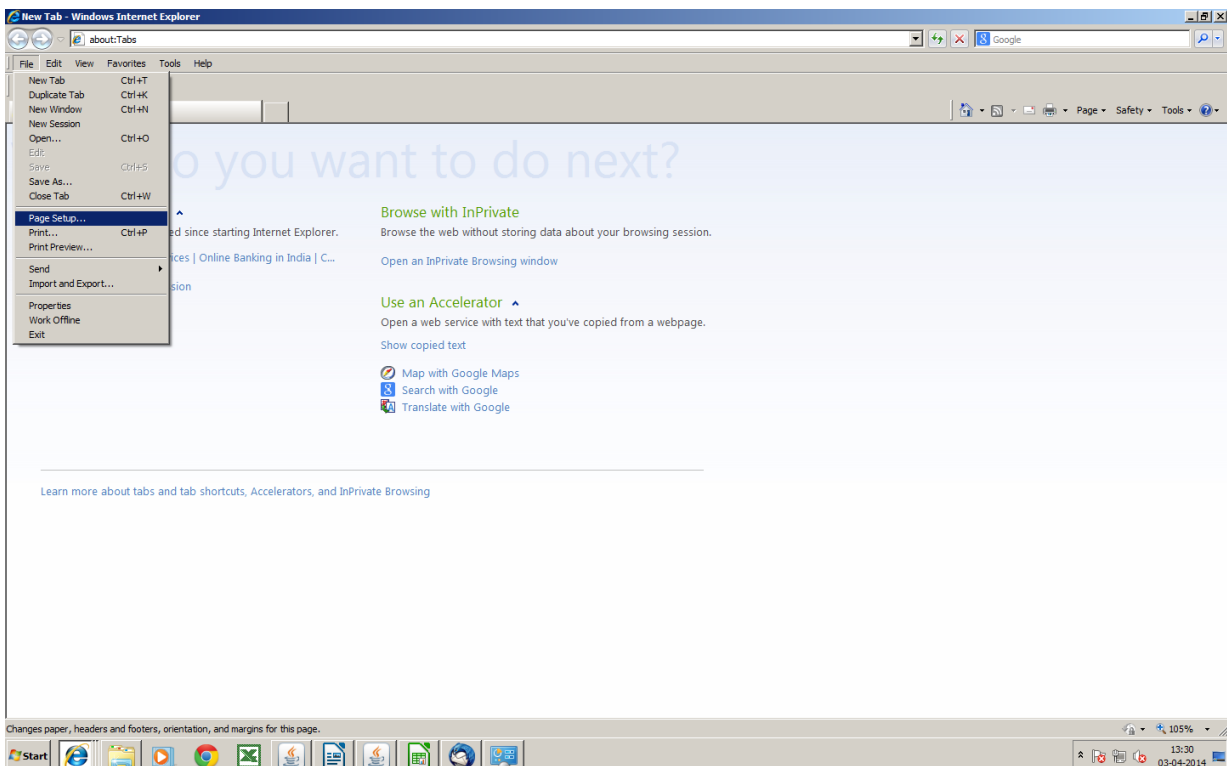 New Tab - Windows Internet Explorer
about:Tabs
Google
File Edit View Favorites Tools Help
New Tab Ctrl+T
Duplicate Tab Ctrl+K
New Window Ctrl+N
New Session
Open... Ctrl+O
Edit
Save Ctrl+S
Save As...
Close Tab Ctrl+W
Page Setup...
Print... Ctrl+P
Print Preview...
Send
Import and Export...
Properties
Work Offline
Exit
Page Safety Tools
o you want to do next?
ed since starting Internet Explorer.
ices | Online Banking in India | C...
sion
Browse with InPrivate
Browse the web without storing data about your browsing session.
Open an InPrivate Browsing window
Use an Accelerator
Open a web service with text that you've copied from a webpage.
Show copied text
Map with Google Maps
Search with Google
Translate with Google
Learn more about tabs and tab shortcuts, Accelerators, and InPrivate Browsing
Changes paper, headers and footers, orientation, and margins for this page.
105%
Start
13:30
03-04-2014